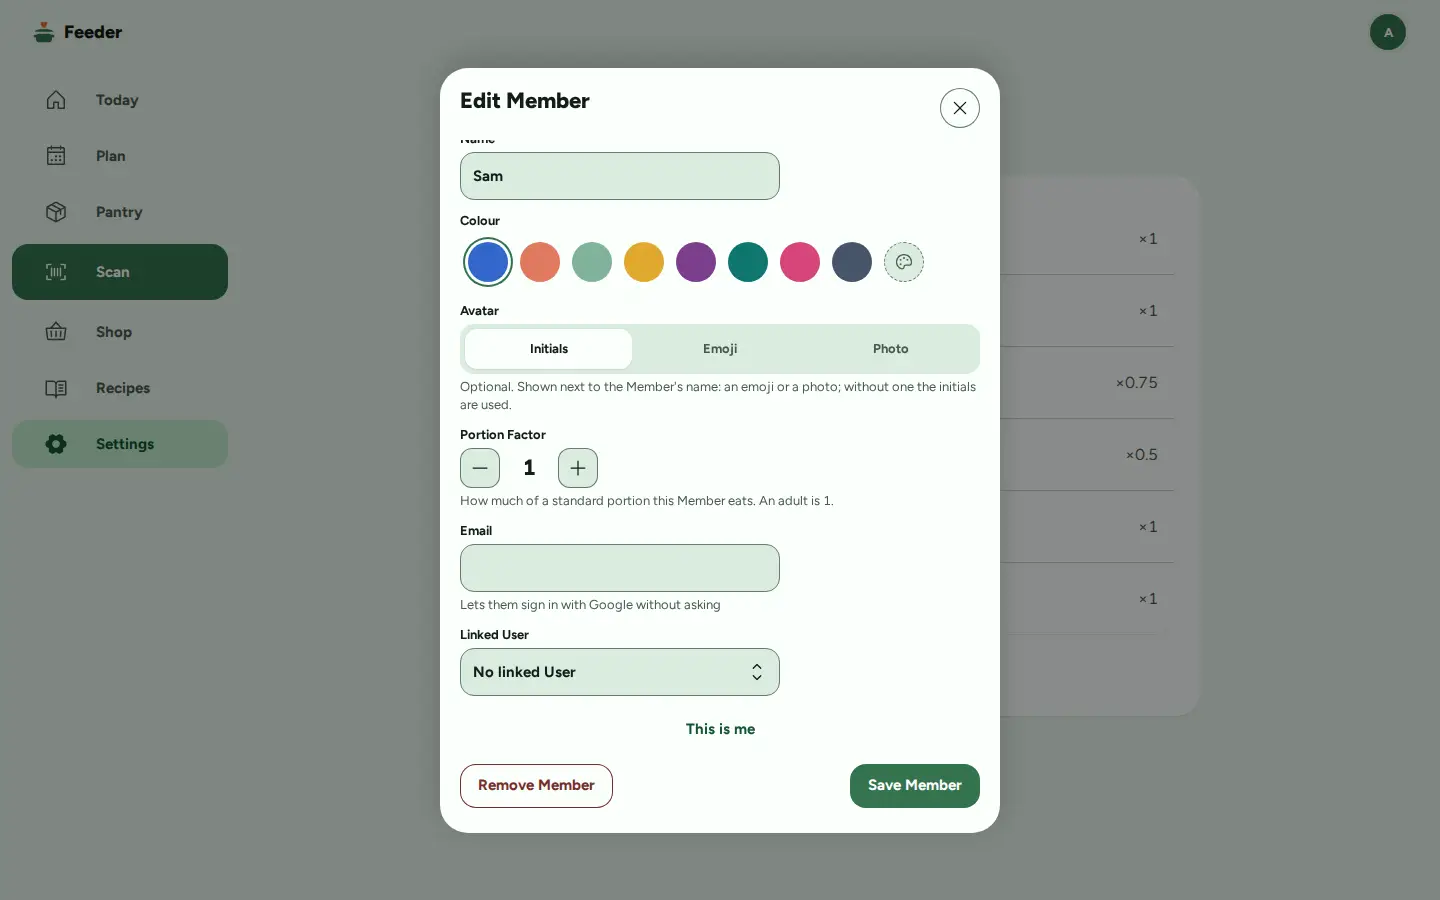 Feeder
A
Today
Plan
Pantry
Scan
Shop
Recipes
Settings
Edit Member
Name
Sam
Colour
Avatar
Initials
Emoji
Photo
Optional. Shown next to the Member's name: an emoji or a photo; without one the initials
are used.
Portion Factor
1
How much of a standard portion this Member eats. An adult is 1.
Email
Lets them sign in with Google without asking
Linked User
No linked User
This is me
Remove Member
Save Member
×1
×1
×0.75
×0.5
×1
×1